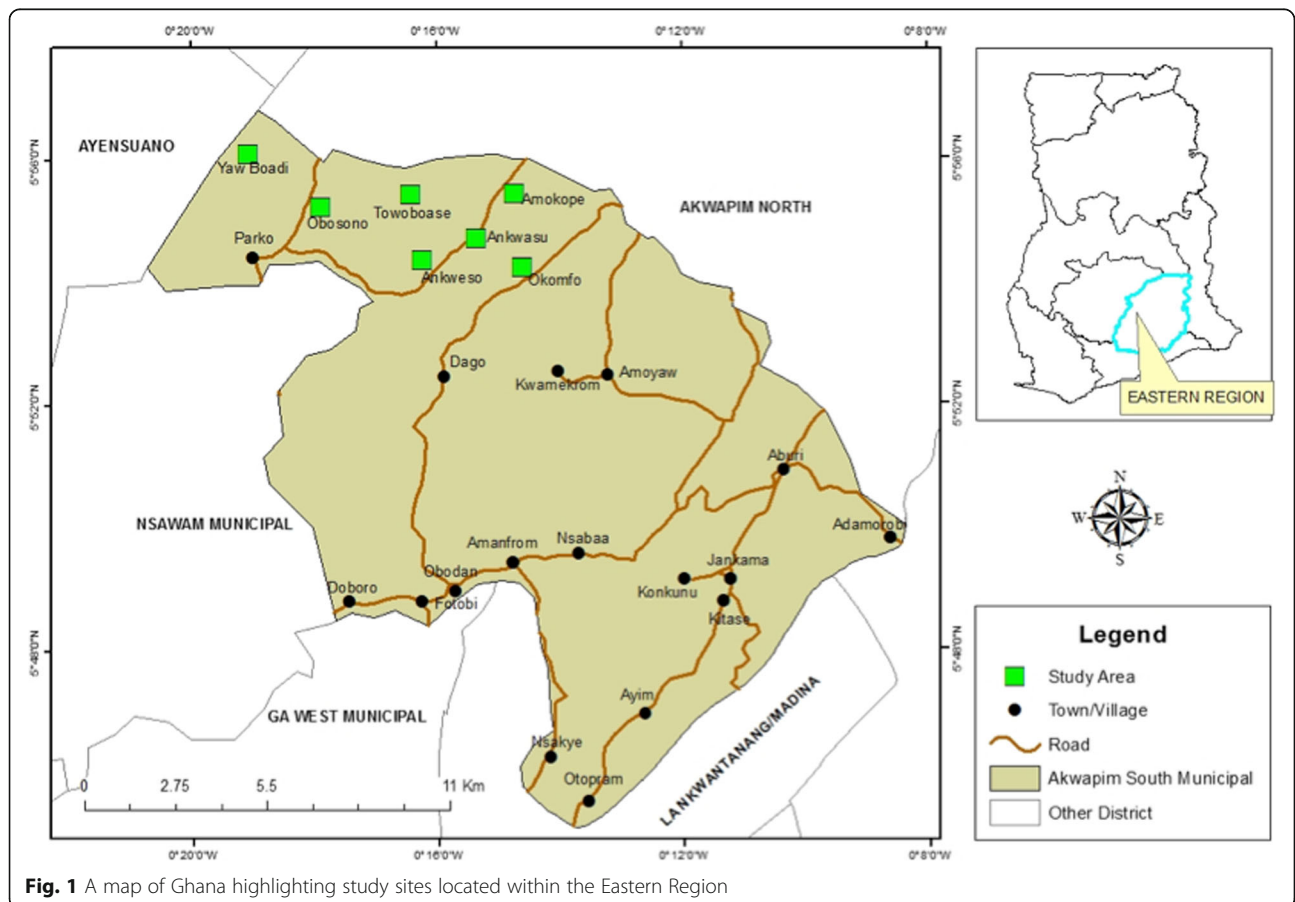 0°20'0"W
0°16'0"W
0°12'0"W
0°8'0"W
AYENSUANO
5°56'0"N
5°56'0"N
Yaw Boadi
Obosono
Towoboase
Amokope
AKWAPIM NORTH
Parko
Ankwasu
Ankweso
Okomfo
Dago
Kwamekrom
Amoyaw
5°52'0"N
5°52'0"N
EASTERN REGION
Aburi
NSAWAM MUNICIPAL
Adamorobi
Amanfrom
Nsabaa
Jankama
Obodan
Konkunu
Doboro
Fotobi
Kitase
5°48'0"N
5°48'0"N
Ayim
GA WEST MUNICIPAL
LANKWANTANANG/MADINA
Nsakye
Otopram
0
2.75
5.5
11 Km
0°20'0"W
0°16'0"W
0°12'0"W
0°8'0"W
N
W
E
S
Legend
Study Area
Town/Village
Road
Akwapim South Municipal
Other District
Fig. 1 A map of Ghana highlighting study sites located within the Eastern Region